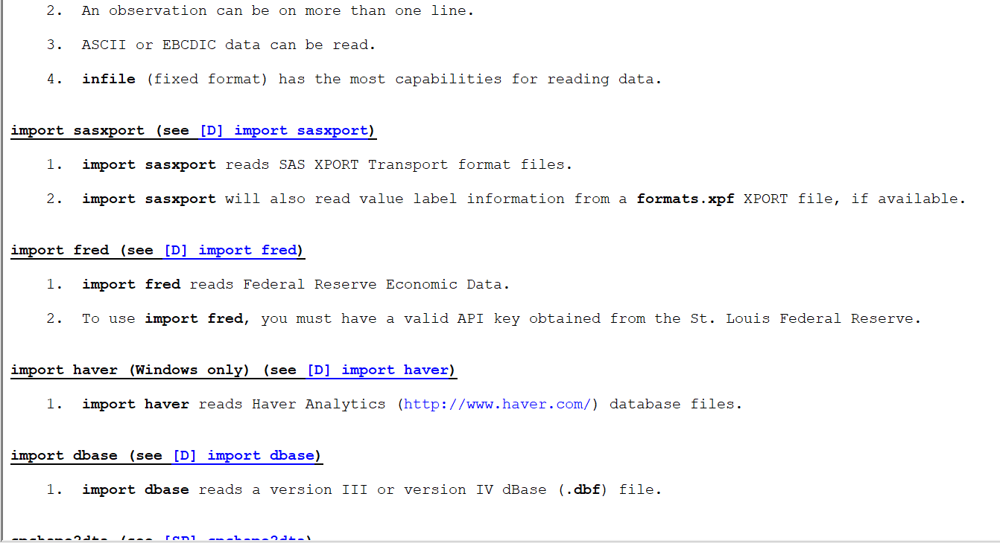 2. An observation can be on more than one line.
3. ASCII or EBCDIC data can be read.
4. infile (fixed format) has the most capabilities for reading data.
import sasxport (see [D] import sasxport)
1. import sasxport reads SAS XPORT Transport format files.
2. import sasxport will also read value label information from a formats.xpf XPORT file, if available.
import fred (see [D] import fred)
1. import fred reads Federal Reserve Economic Data.
2. To use import fred, you must have a valid API key obtained from the St. Louis Federal Reserve.
import haver (Windows only) (see [D] import haver)
1. import haver reads Haver Analytics (http://www.haver.com/) database files.
import dbase (see [D] import dbase)
1. import dbase reads a version III or version IV dBase (.dbf) file.
spshape2dta (see [SP] spshape2dta)